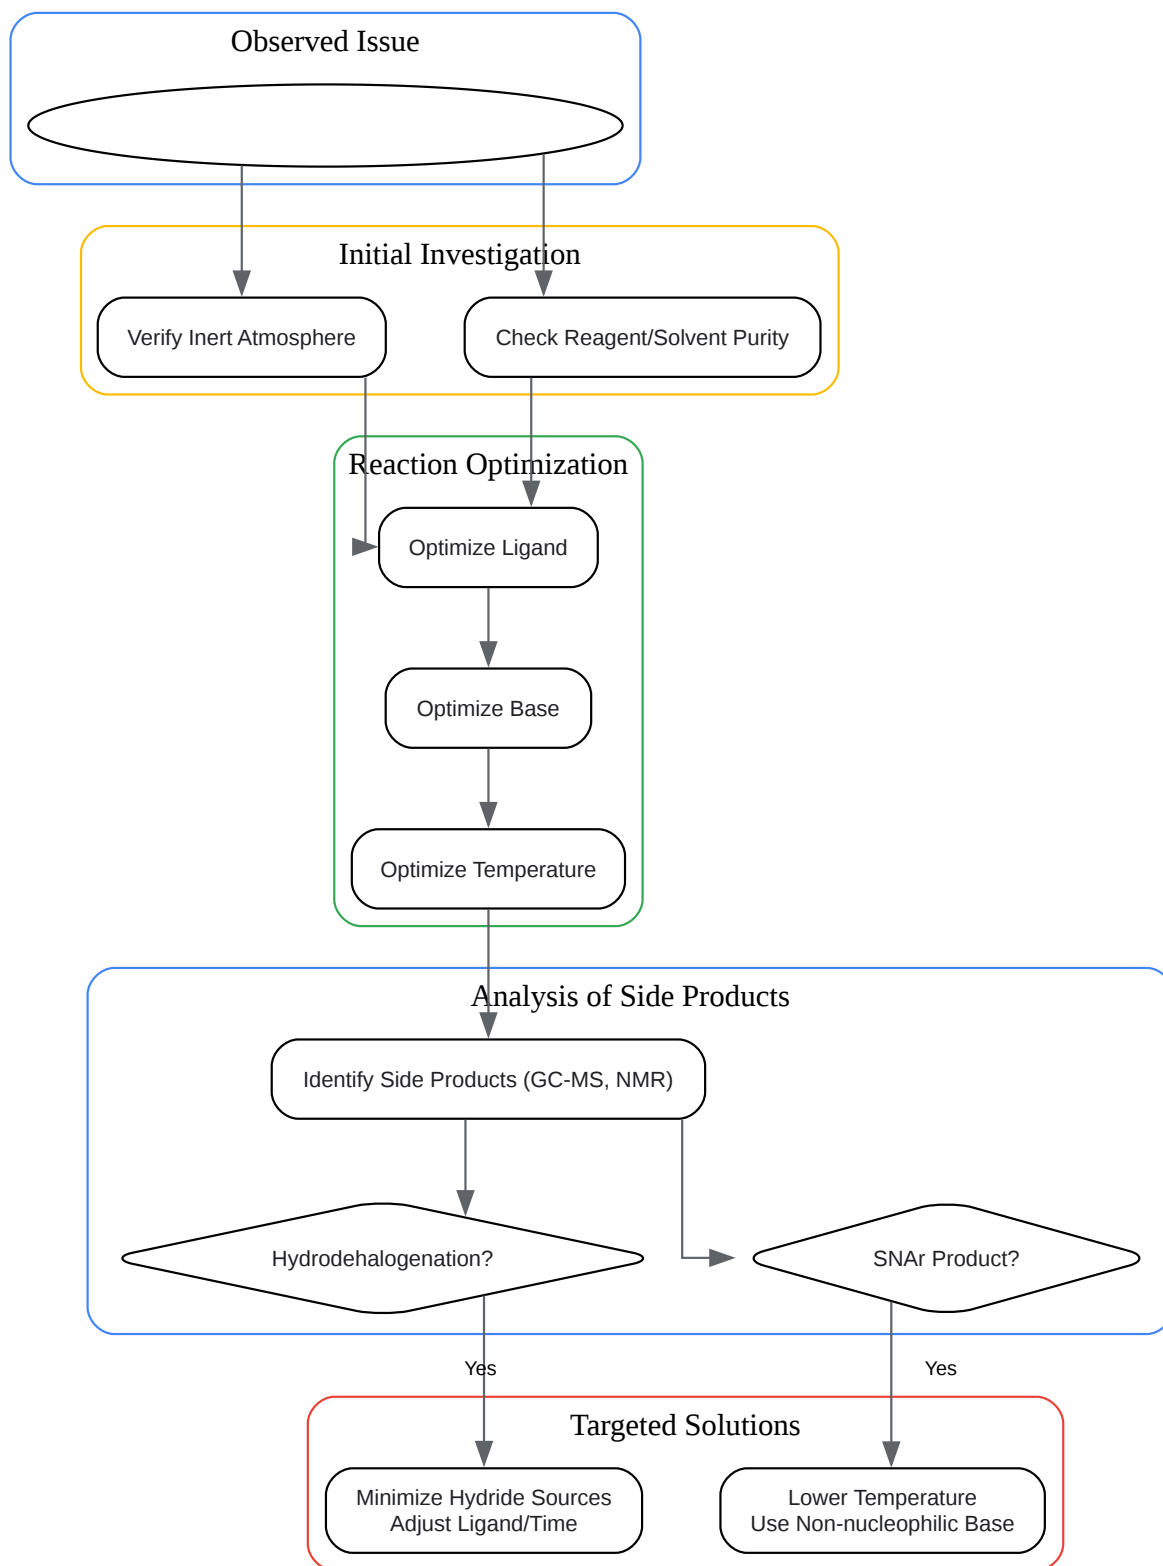 Observed Issue
Initial Investigation
Verify Inert Atmosphere
Check Reagent/Solvent Purity
Reaction Optimization
Optimize Ligand
Optimize Base
Optimize Temperature
Analysis of Side Products
Identify Side Products (GC-MS, NMR)
Hydrodehalogenation?
SNAr Product?
Yes
Yes
Targeted Solutions
Minimize Hydride Sources
Adjust Ligand/Time
Lower Temperature
Use Non-nucleophilic Base